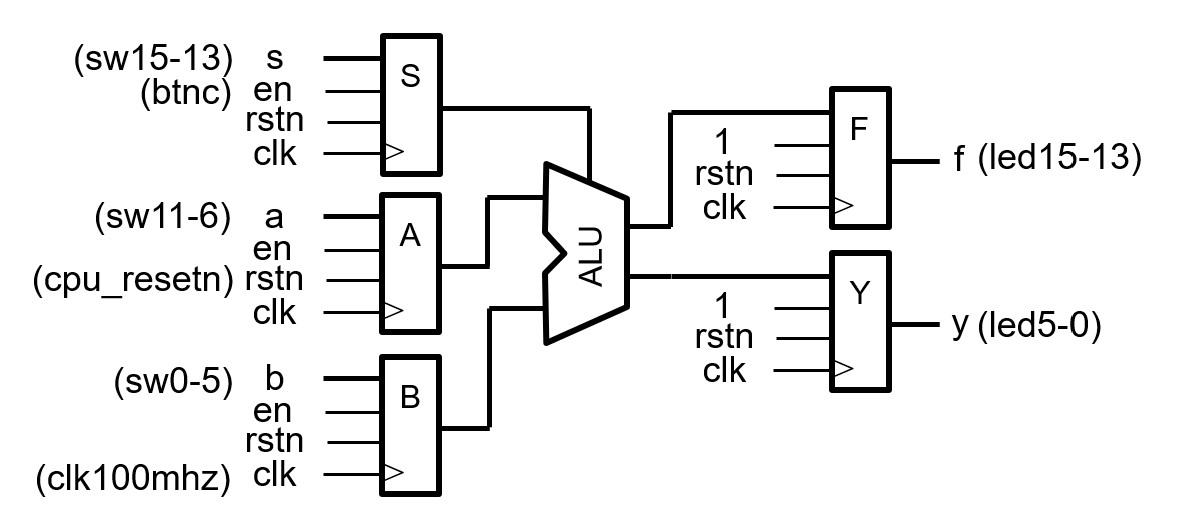 (sw15-13) s
(btnc) en
rstn
clk
S
(sw11-6) a
en
(cpu_resetn) rstn
clk
A
(sw0-5) b
en
rstn
(clk100mhz) clk
B
ALU
1
rstn
clk
F
f (led15-13)
1
rstn
clk
Y
y (led5-0)